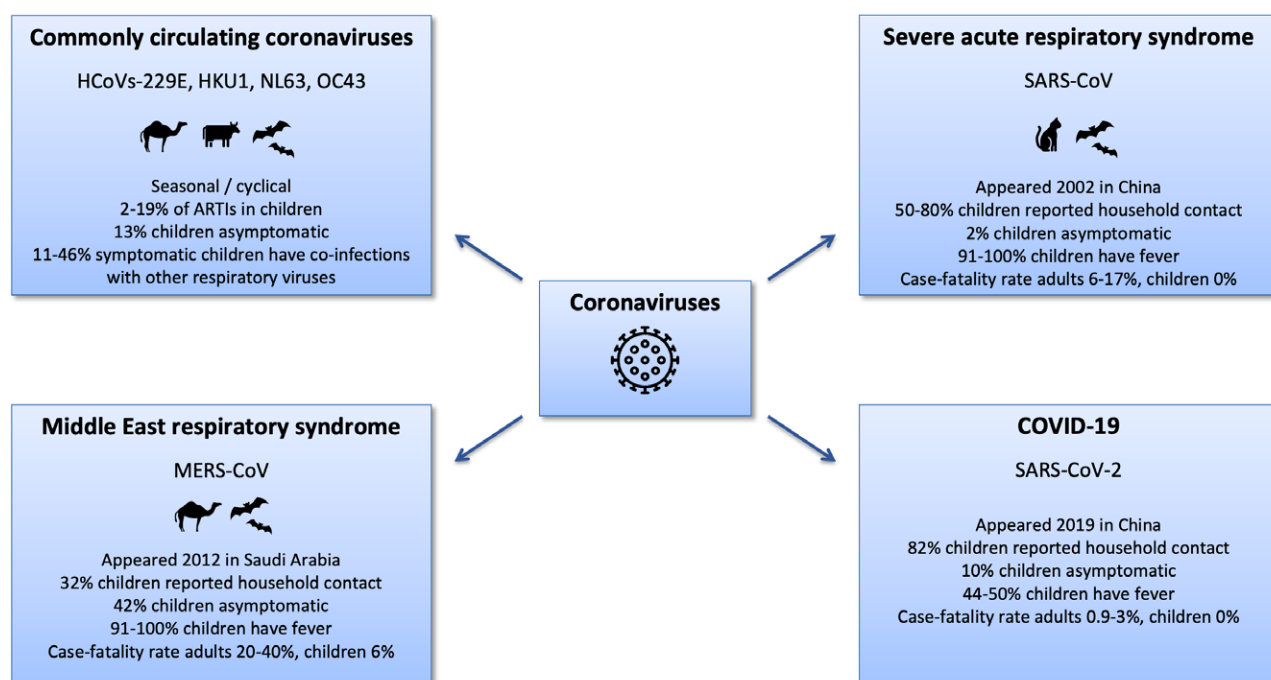 Commonly circulating coronaviruses
HCoVs-229E, HKU1, NL63, OC43
Seasonal / cyclical
2-19% of ARTIs in children
13% children asymptomatic
11-46% symptomatic children have co-infections
with other respiratory viruses
Severe acute respiratory syndrome
SARS-CoV
Appeared 2002 in China
50-80% children reported household contact
2% children asymptomatic
91-100% children have fever
Case-fatality rate adults 6-17%, children 0%
Coronaviruses
Middle East respiratory syndrome
MERS-CoV
Appeared 2012 in Saudi Arabia
32% children reported household contact
42% children asymptomatic
91-100% children have fever
Case-fatality rate adults 20-40%, children 6%
COVID-19
SARS-CoV-2
Appeared 2019 in China
82% children reported household contact
10% children asymptomatic
44-50% children have fever
Case-fatality rate adults 0.9-3%, children 0%